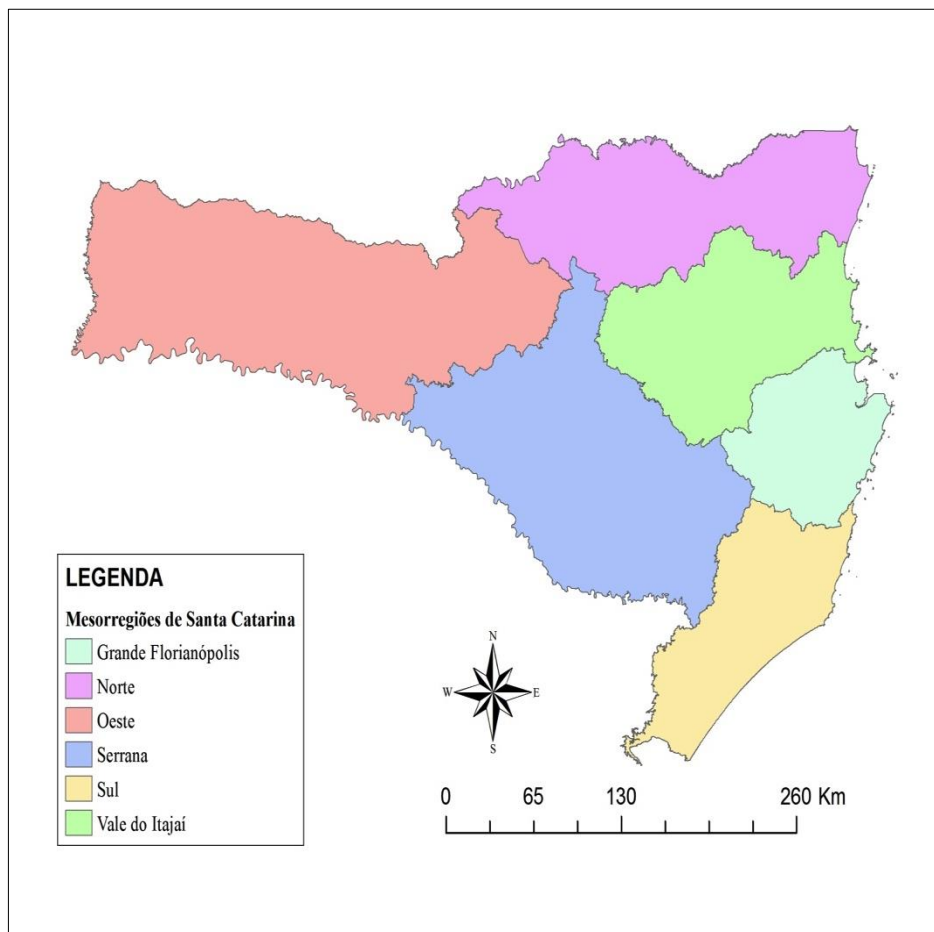 LEGENDA
Mesorregiões de Santa Catarina
Grande Florianópolis
Norte
Oeste
Serrana
Sul
Vale do Itajaí
N
W E
S
0 65 130 260 Km